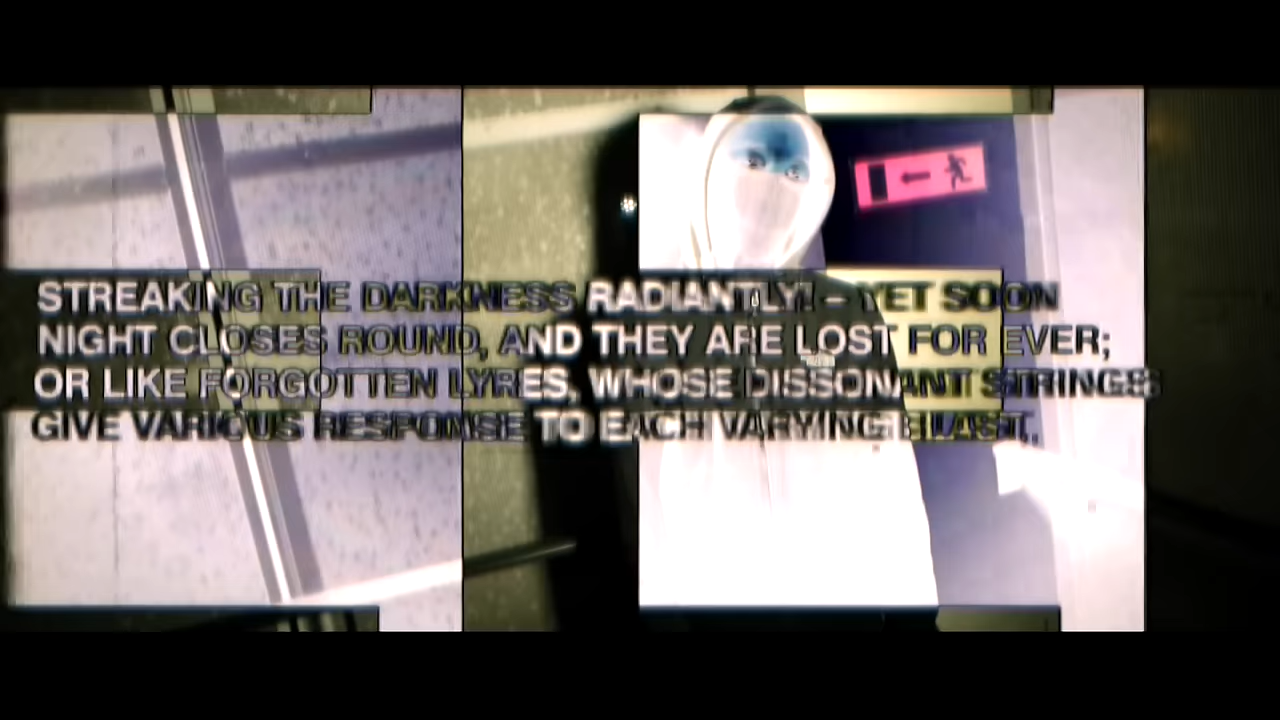 STREAKING THE DARKNESS RADIANTLY! – YET SOON
NIGHT CLOSES ROUND, AND THEY ARE LOST FOR EVER;
OR LIKE FORGOTTEN LYRES, WHOSE DISSONANT STRINGS
GIVE VARIOUS RESPONSE TO EACH VARYING BLAST,